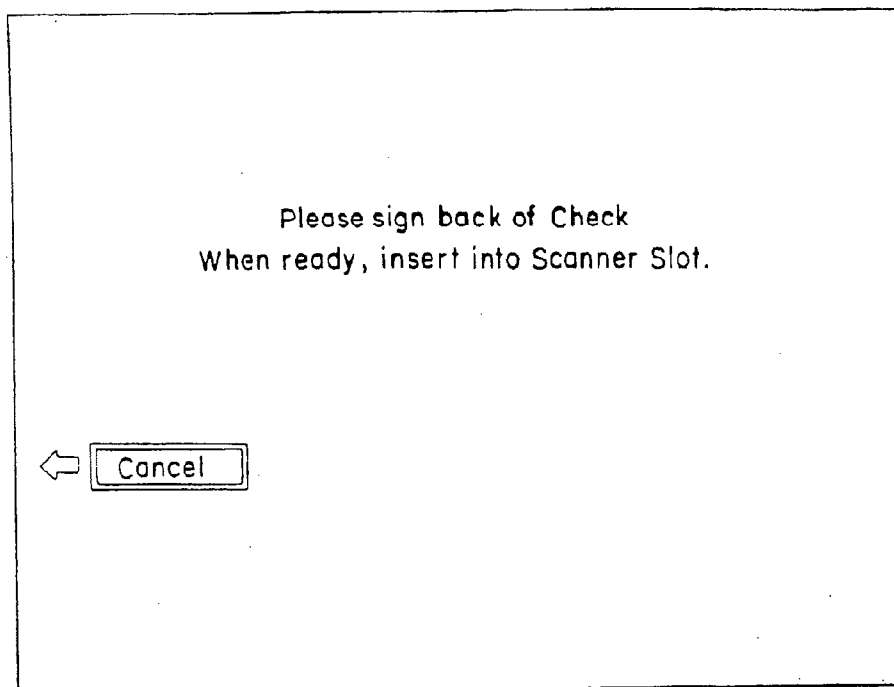 Please sign back of Check
When ready, insert into Scanner Slot.
Cancel